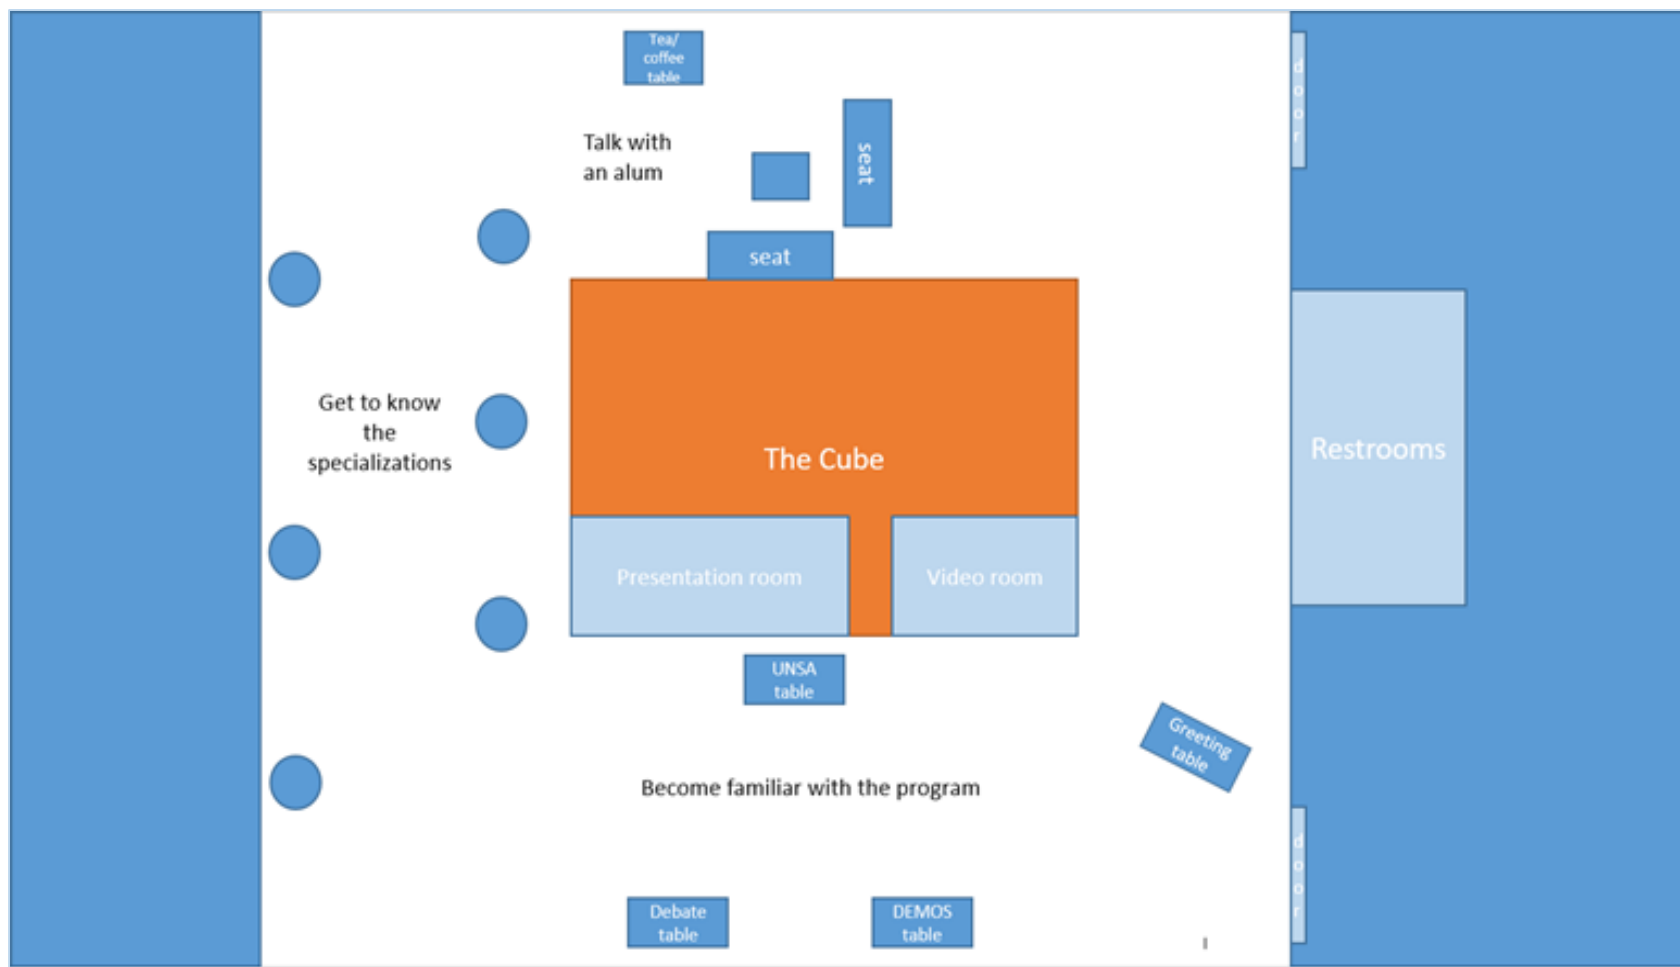 Tea/
coffee
table
door
Talk with
an alum
seat
seat
Get to know
the
specializations
The Cube
Restrooms
Presentation room
Video room
UNSA
table
Greeting
table
Become familiar with the program
door
Debate
table
DEMOS
table